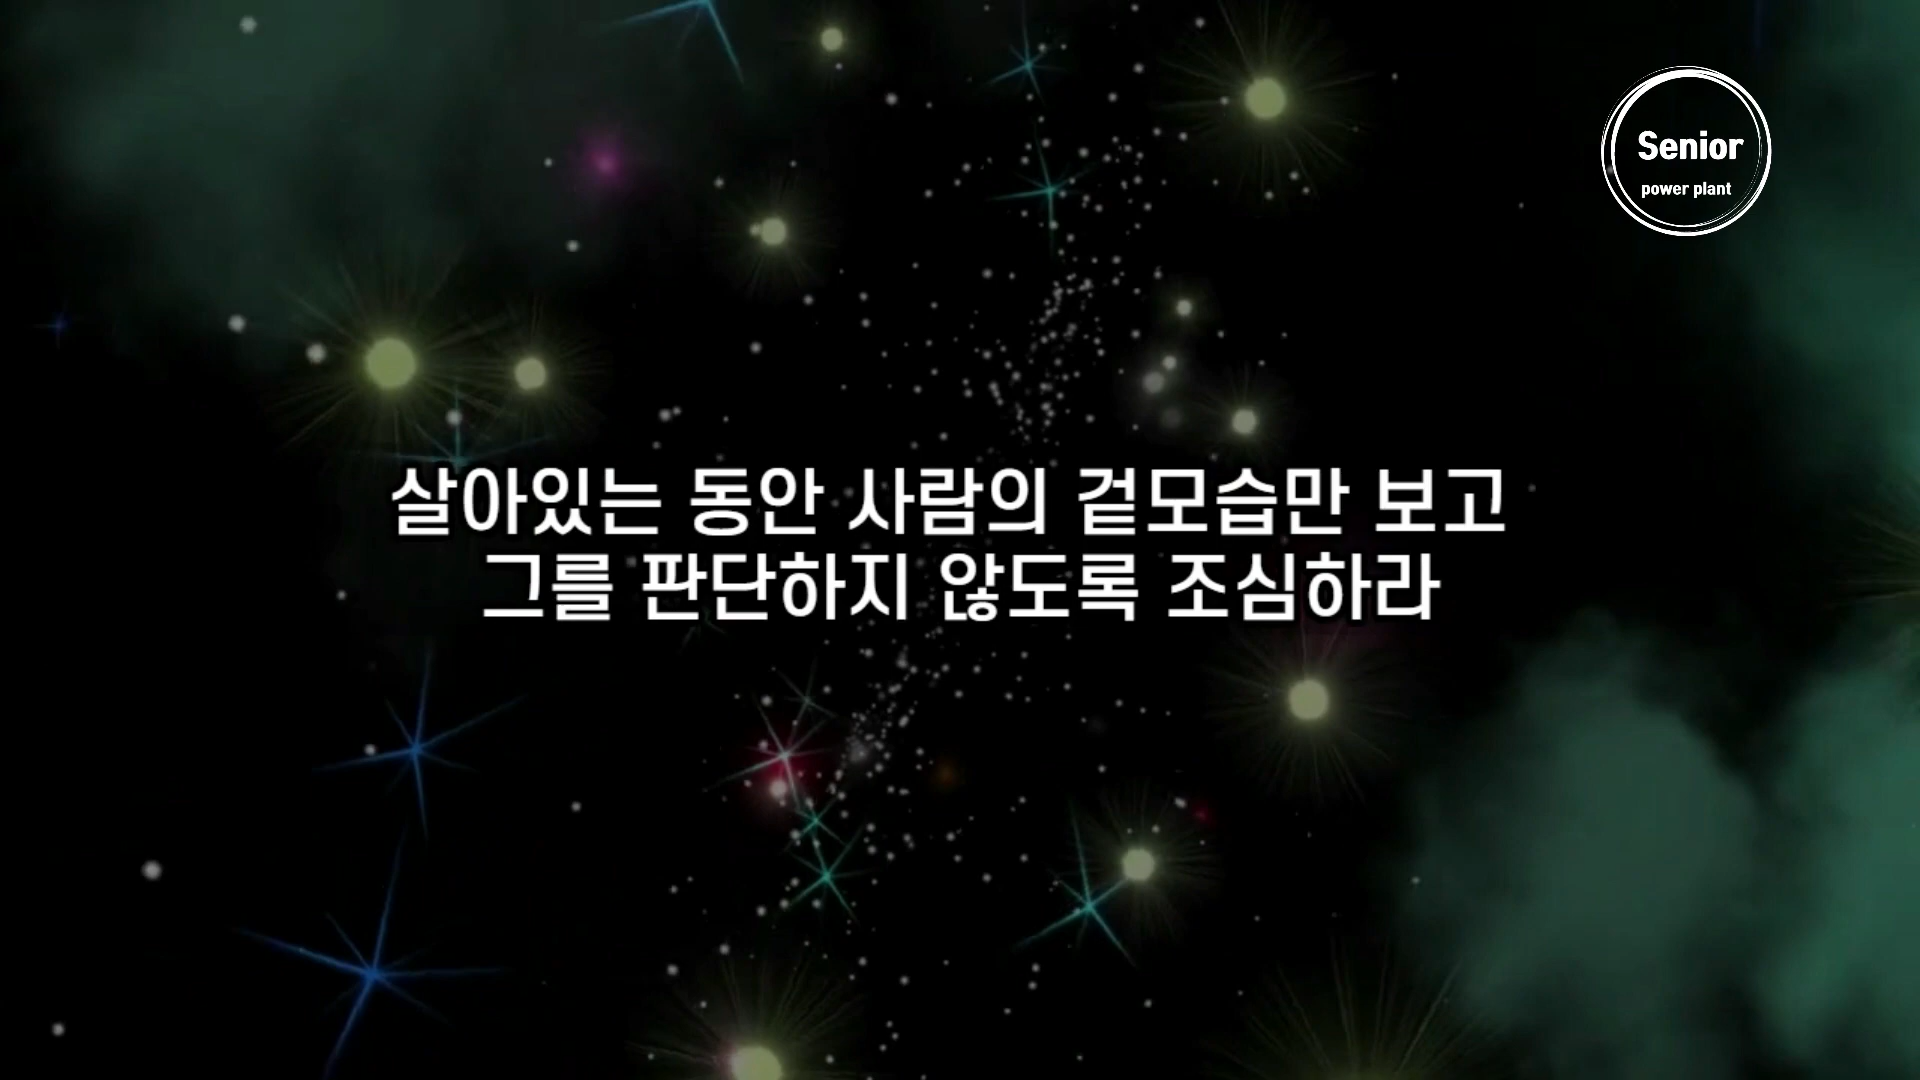 Senior
power plant
살아있는 동안 사람의 겉모습만 보고
그를 판단하지 않도록 조심하라